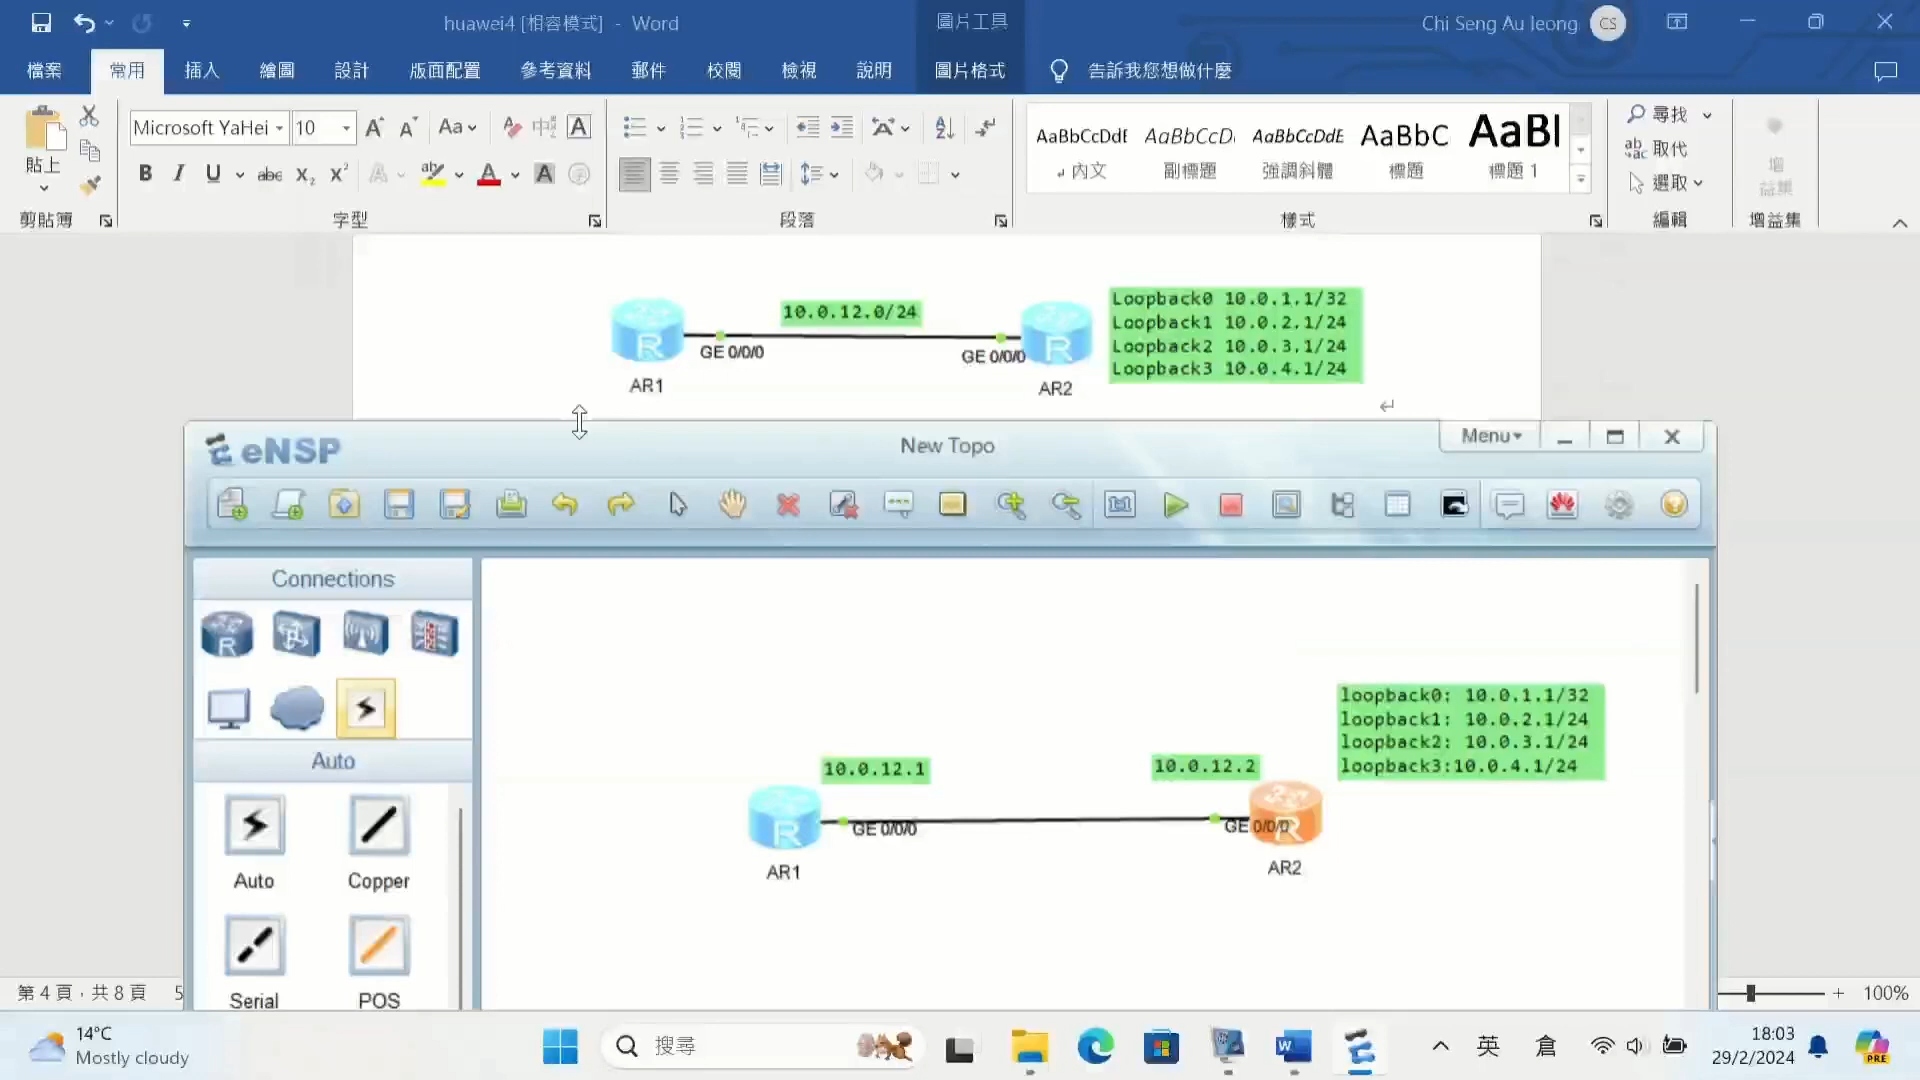 huawei4 [相容模式] - Word
圖片工具
Chi Seng Au Ieong
CS
檔案
常用
插入
繪圖
設計
版面配置
參考資料
郵件
校閱
檢視
說明
圖片格式
告訴我您想做什麼
貼上
剪貼簿
Microsoft YaHei
10
Aa
B I U abc X₂ X²
字型
段落
AaBbCcDdE
內文
AaBbCcD
副標題
AaBbCcDdE
強調斜體
AaBbC
標題
AaBl
標題 1
樣式
尋找
取代
選取
編輯
增
益集
增益集
10.0.12.0/24
GE 0/0/0
GE 0/0/0
AR1
AR2
Loopback0 10.0.1.1/32
Loopback1 10.0.2.1/24
Loopback2 10.0.3.1/24
Loopback3 10.0.4.1/24
eNSP
New Topo
Menu
Connections
Auto
Auto
Copper
Serial
POS
loopback0: 10.0.1.1/32
loopback1: 10.0.2.1/24
loopback2: 10.0.3.1/24
loopback3:10.0.4.1/24
10.0.12.1
10.0.12.2
GE 0/0/0
GE 0/0/0
AR1
AR2
第 4 頁，共 8 頁 5
100%
14°C
Mostly cloudy
搜尋
英
倉
18:03
29/2/2024
PRE